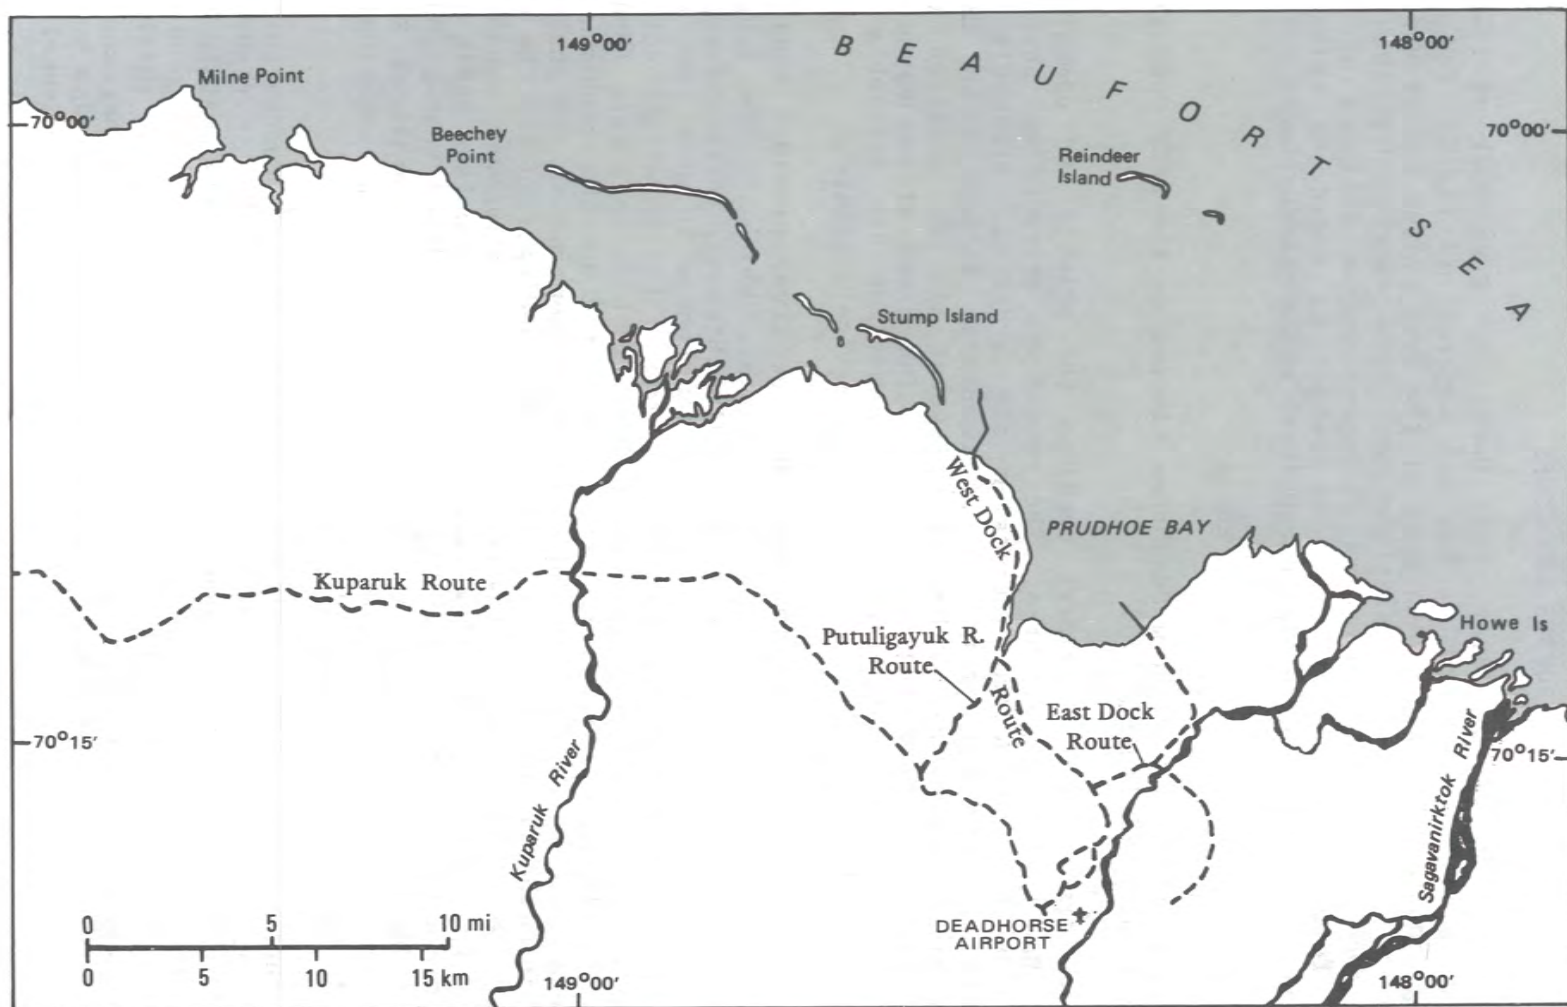 149°00′
148°00′
BEAUFORT SEA
Milne Point
70°00′
70°00′
Beechey
Point
Reindeer
Island
Stump Island
West Dock
Route
PRUDHOE BAY
Kuparuk Route
Howe Is
Putuligayuk R.
Route
East Dock
Route
70°15′
70°15′
Kuparuk River
Sagavanirktok River
DEADHORSE
AIRPORT
0 5 10 mi
0 5 10 15 km
149°00′
148°00′